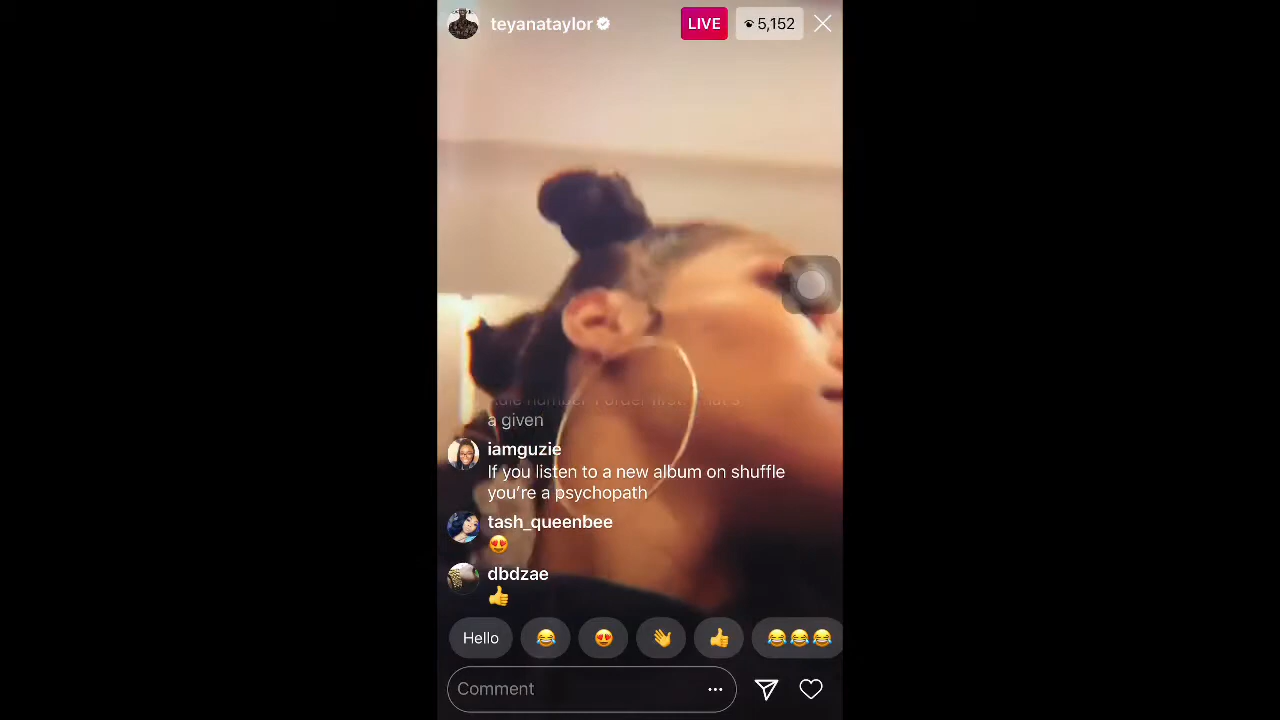 teyanataylor
LIVE
5,152
a given
iamguzie
If you listen to a new album on shuffle
you’re a psychopath
tash_queenbee
😍
dbdzae
👍
Hello 😂 😍 👋 👍 😂😂😂
Comment